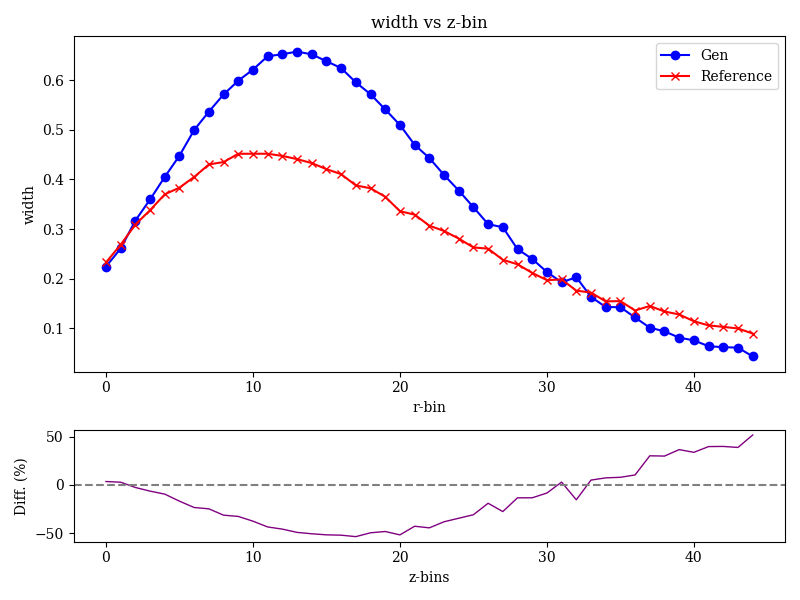 width vs z-bin
Gen
Reference
width
0.6
0.5
0.4
0.3
0.2
0.1
0 10 20 30 40
r-bin
Diff. (%)
50
0
−50
0 10 20 30 40
z-bins